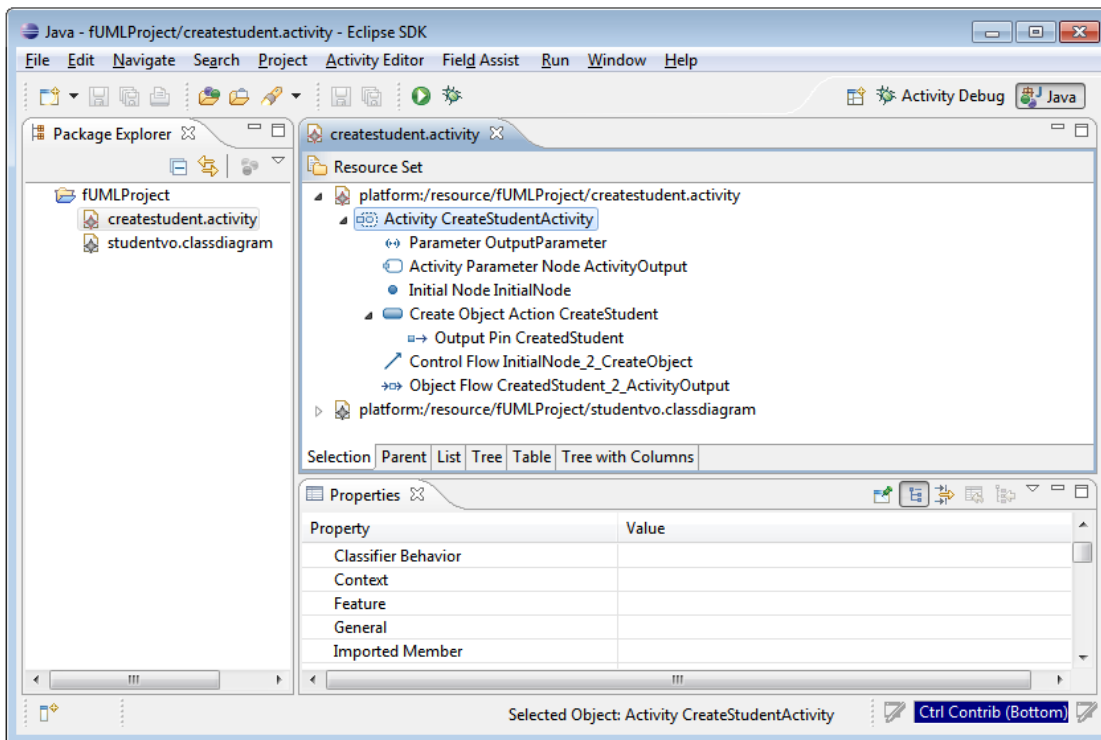 Java - fUMLProject/createstudent.activity - Eclipse SDK
File Edit Navigate Search Project Activity Editor Field Assist Run Window Help
Activity Debug Java
Package Explorer
fUMLProject
createstudent.activity
studentvo.classdiagram
createstudent.activity
Resource Set
platform:/resource/fUMLProject/createstudent.activity
Activity CreateStudentActivity
Parameter OutputParameter
Activity Parameter Node ActivityOutput
Initial Node InitialNode
Create Object Action CreateStudent
Output Pin CreatedStudent
Control Flow InitialNode_2_CreateObject
Object Flow CreatedStudent_2_ActivityOutput
platform:/resource/fUMLProject/studentvo.classdiagram
Selection Parent List Tree Table Tree with Columns
Properties
Property Value
Classifier Behavior
Context
Feature
General
Imported Member
Selected Object: Activity CreateStudentActivity
Ctrl Contrib (Bottom)